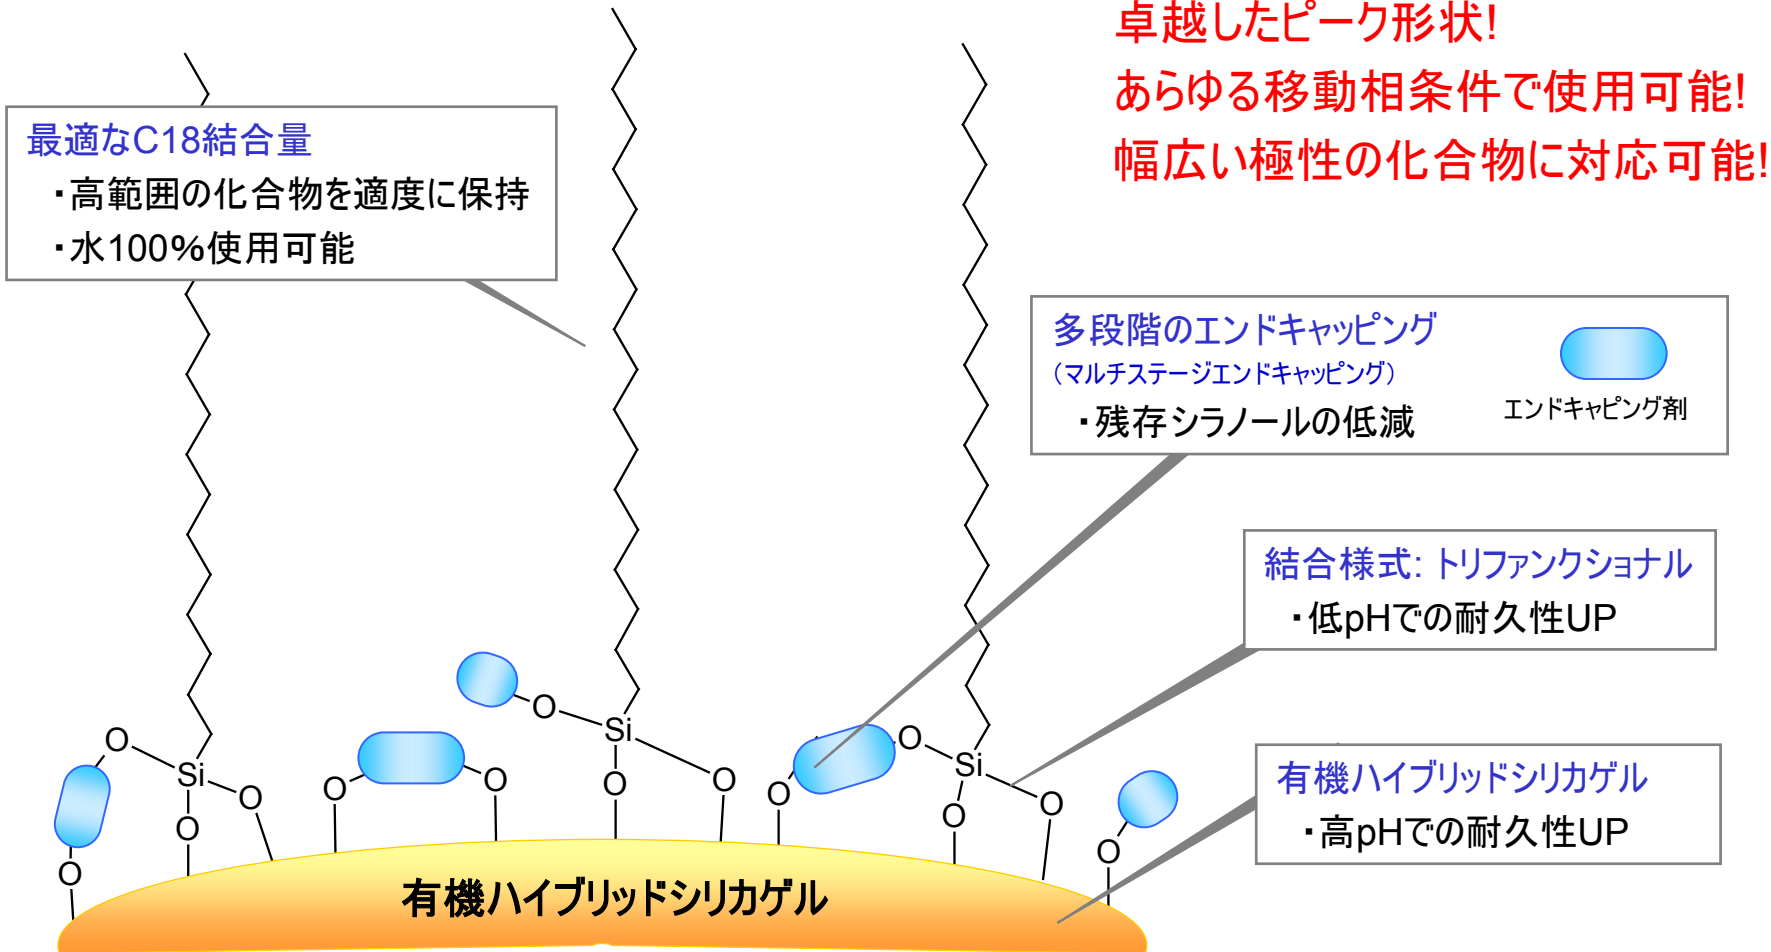 卓越したピーク形状!
あらゆる移動相条件で使用可能!
幅広い極性の化合物に対応可能!
最適なC18結合量
・高範囲の化合物を適度に保持
・水100%使用可能
多段階のエンドキャッピング
（マルチステージエンドキャッピング）
・残存シラノールの低減
エンドキャピング剤
結合様式: トリファンクショナル
・低pHでの耐久性UP
有機ハイブリッドシリカゲル
・高pHでの耐久性UP
O
Si
O
O
O
O
O
O
Si
O
O
O
O
Si
O
O
O
有機ハイブリッドシリカゲル